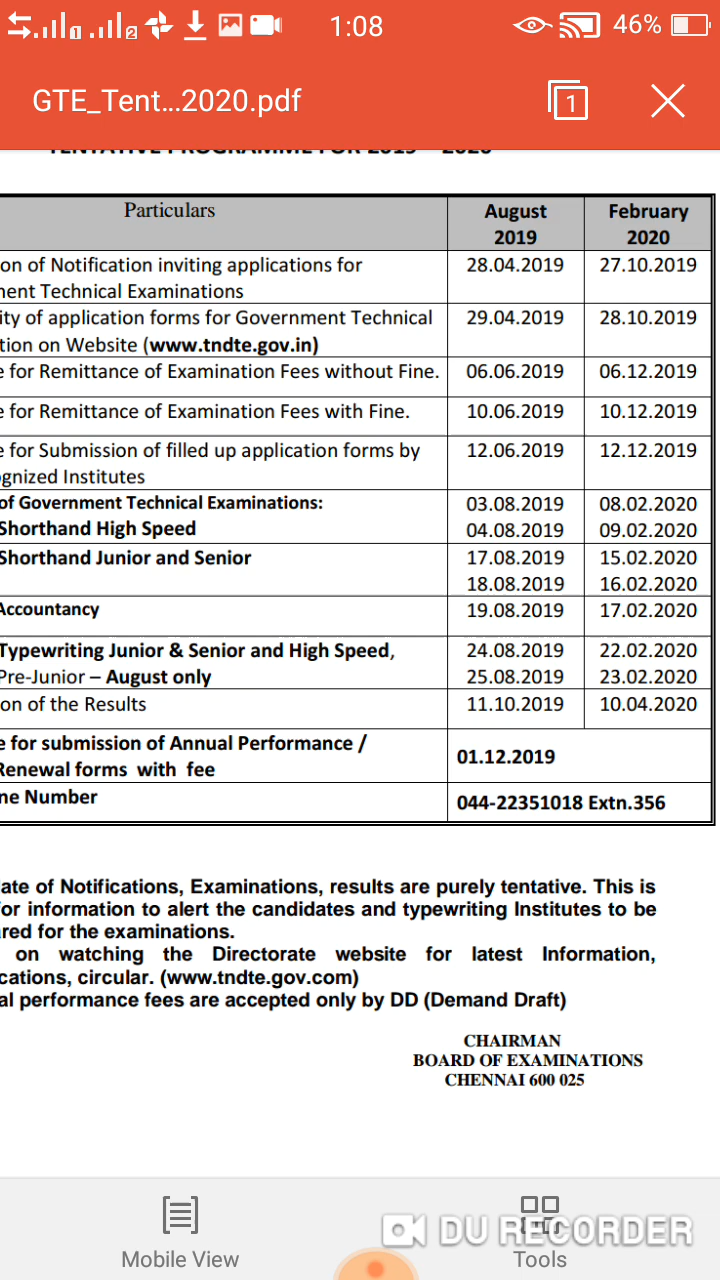 1:08
46%
GTE_Tent...2020.pdf
1
TENTATIVE PROGRAMME FOR 2019 – 2020
Particulars
August
2019
February
2020
on of Notification inviting applications for
28.04.2019 27.10.2019
nent Technical Examinations
ity of application forms for Government Technical
29.04.2019 28.10.2019
tion on Website (www.tndte.gov.in)
e for Remittance of Examination Fees without Fine. 06.06.2019 06.12.2019
e for Remittance of Examination Fees with Fine. 10.06.2019 10.12.2019
e for Submission of filled up application forms by 12.06.2019 12.12.2019
ognized Institutes
of Government Technical Examinations: 03.08.2019 08.02.2020
Shorthand High Speed 04.08.2019 09.02.2020
Shorthand Junior and Senior 17.08.2019 15.02.2020
18.08.2019 16.02.2020
Accountancy 19.08.2019 17.02.2020
Typewriting Junior & Senior and High Speed, 24.08.2019 22.02.2020
Pre-Junior – August only 25.08.2019 23.02.2020
on of the Results 11.10.2019 10.04.2020
e for submission of Annual Performance /
Renewal forms with fee
01.12.2019
ne Number
044-22351018 Extn.356
ate of Notifications, Examinations, results are purely tentative. This is
or information to alert the candidates and typewriting Institutes to be
red for the examinations.
on watching the Directorate website for latest Information,
cations, circular. (www.tndte.gov.com)
al performance fees are accepted only by DD (Demand Draft)
CHAIRMAN
BOARD OF EXAMINATIONS
CHENNAI 600 025
DU RECORDER
Mobile View
Tools